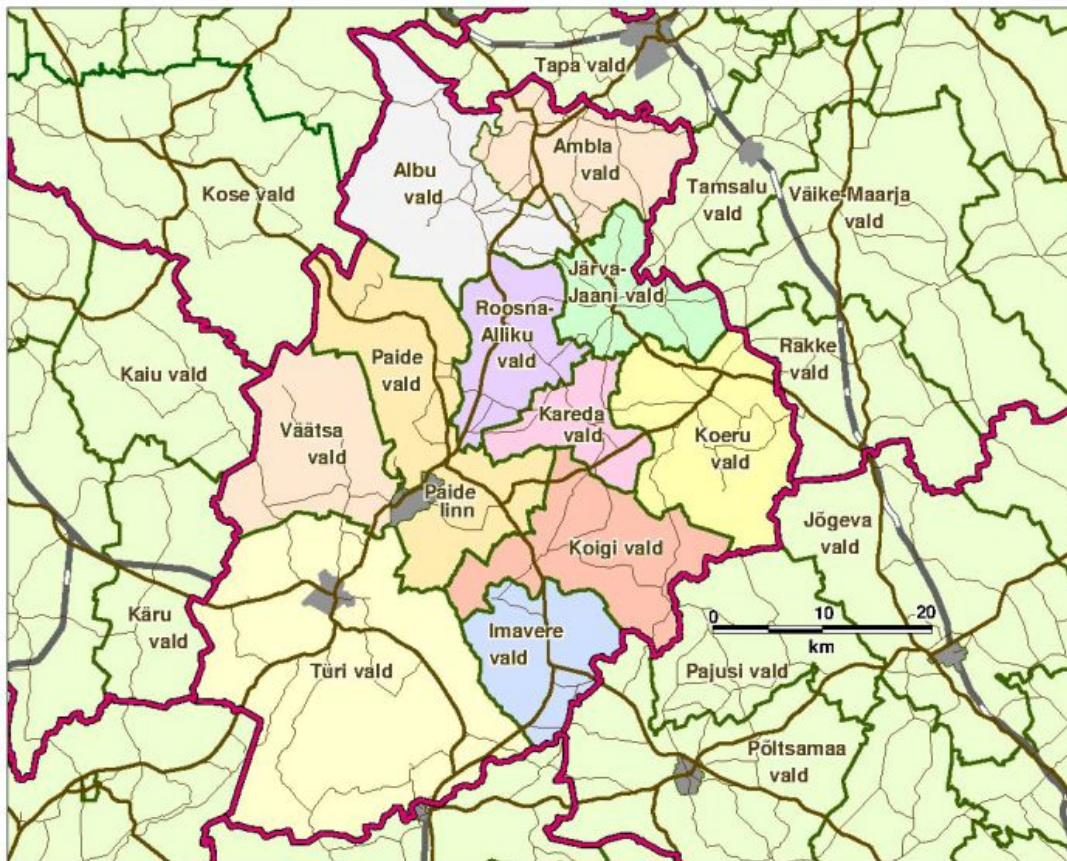 Tapa vald
Ambla
vald
Albu
vald
Kose vald
Tamsalu
vald
Väike-Maarja
vald
Järva-
Jaani vald
Roosna-
Alliku
vald
Paide
vald
Kaiu vald
Rakke
vald
Kareda
vald
Väätsa
vald
Koeru
vald
Paide
linn
Jõgeva
vald
Koigi vald
Käru
vald
Imavere
vald
0 10 20
km
Türi vald
Pajusi vald
Põltsamaa
vald